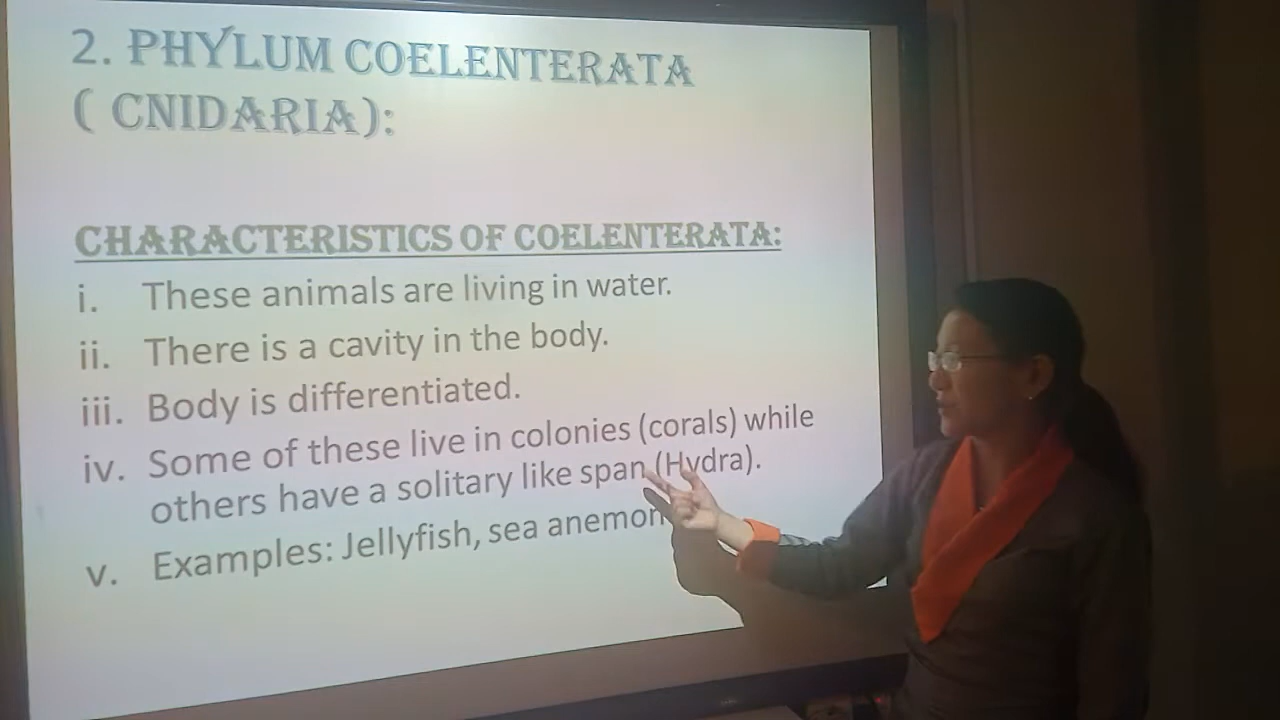 2. PHYLUM COELENTERATA
( CNIDARIA):
CHARACTERISTICS OF COELENTERATA:
i. These animals are living in water.
ii. There is a cavity in the body.
iii. Body is differentiated.
iv. Some of these live in colonies (corals) while
others have a solitary like span (Hydra).
v. Examples: Jellyfish, sea